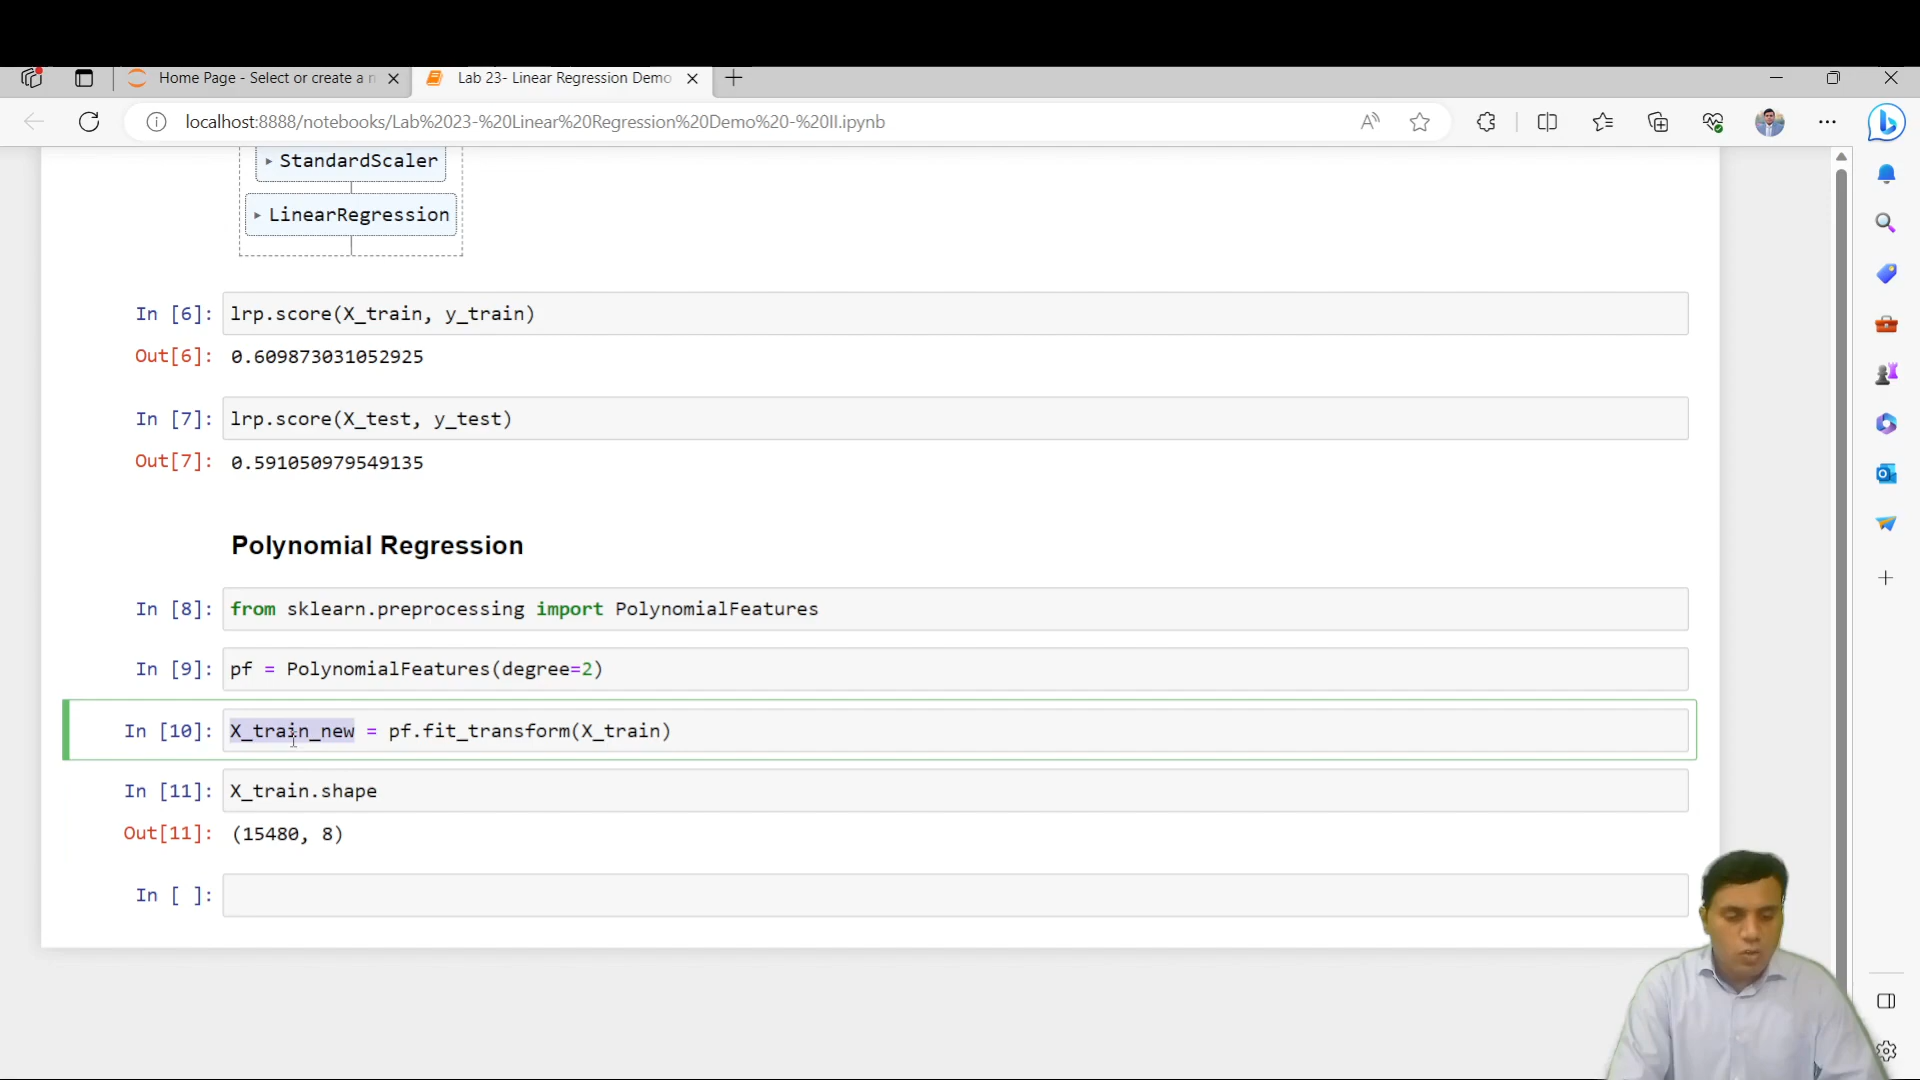 Home Page - Select or create a n
Lab 23- Linear Regression Demo
localhost:8888/notebooks/Lab%2023-%20Linear%20Regression%20Demo%20-%20II.ipynb
StandardScaler
LinearRegression
In [6]: lrp.score(X_train, y_train)
Out[6]: 0.609873031052925
In [7]: lrp.score(X_test, y_test)
Out[7]: 0.591050979549135
Polynomial Regression
In [8]: from sklearn.preprocessing import PolynomialFeatures
In [9]: pf = PolynomialFeatures(degree=2)
In [10]: X_train_new = pf.fit_transform(X_train)
In [11]: X_train.shape
Out[11]: (15480, 8)
In [ ]: